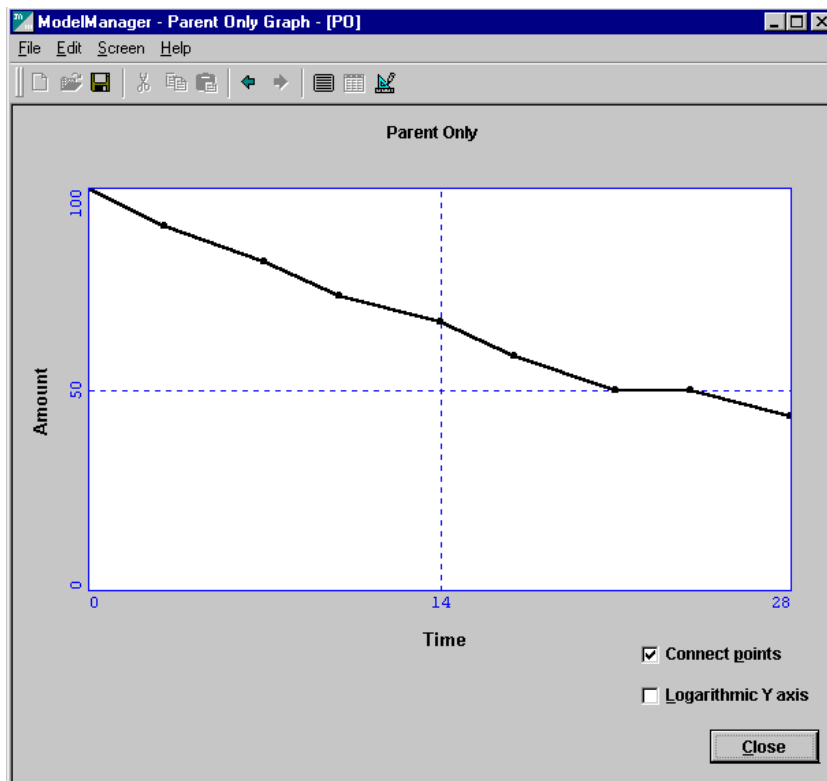 ModelManager - Parent Only Graph - [PO]
File Edit Screen Help
Parent Only
100
50
0
Amount
0 14 28
Time
Connect points
Logarithmic Y axis
Close